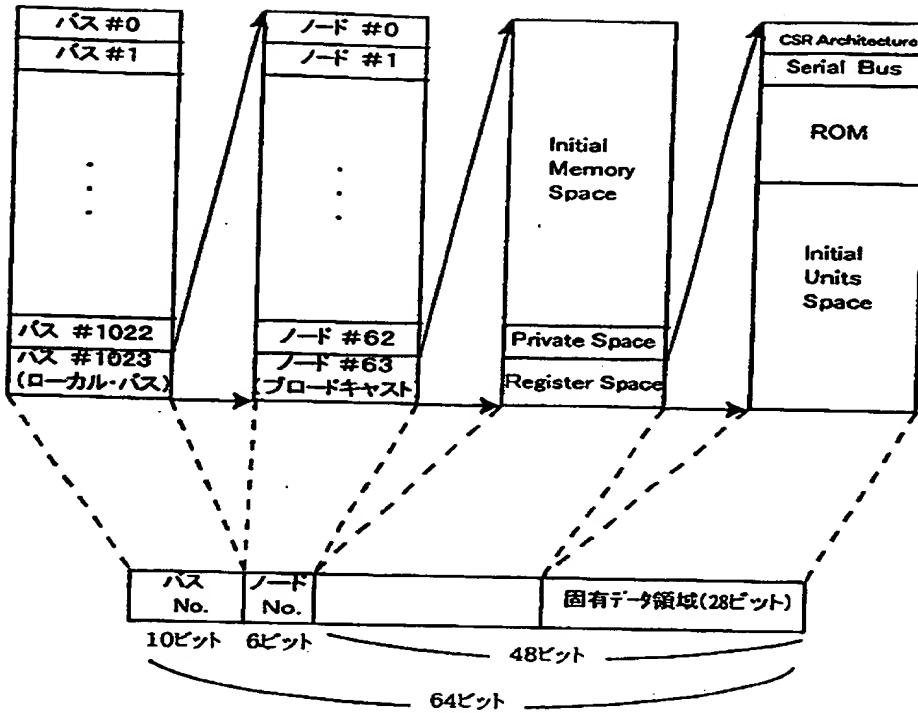 バス #0
バス #1
バス #1022
バス #1023
(ローカル・バス)
ノード #0
ノード #1
ノード #62
ノード #63
(ブロードキャスト)
Initial
Memory
Space
Private Space
Register Space
CSR Architecture
Serial Bus
ROM
Initial
Units
Space
バス
No.
ノード
No.
固有データ領域(28ビット)
10ビット
6ビット
48ビット
64ビット